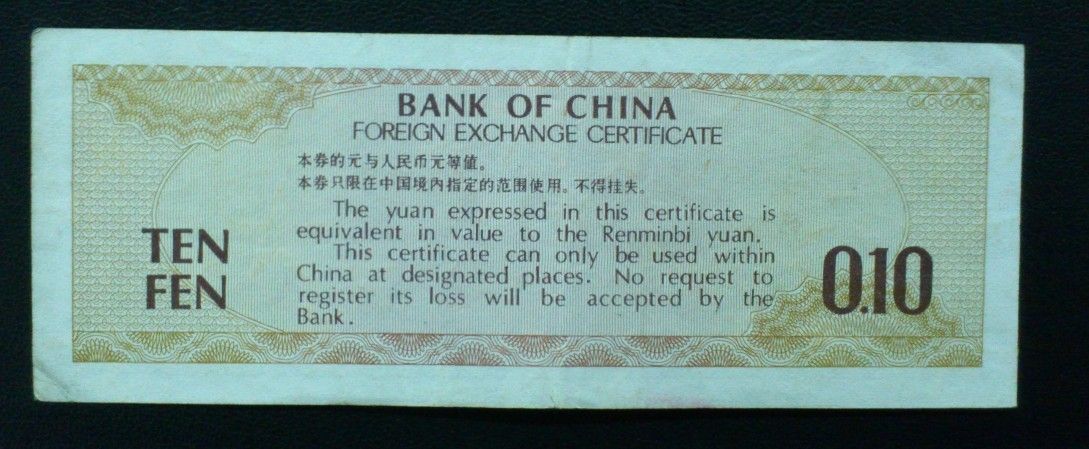 BANK OF CHINA
FOREIGN EXCHANGE CERTIFICATE
本券的元与人民币元等值。
本券只限在中国境内指定的范围使用。不得挂失。
The yuan expressed in this certificate is
equivalent in value to the Renminbi yuan.
This certificate can only be used within
China at designated places. No request to
register its loss will be accepted by the
Bank.
TEN
FEN
0.10